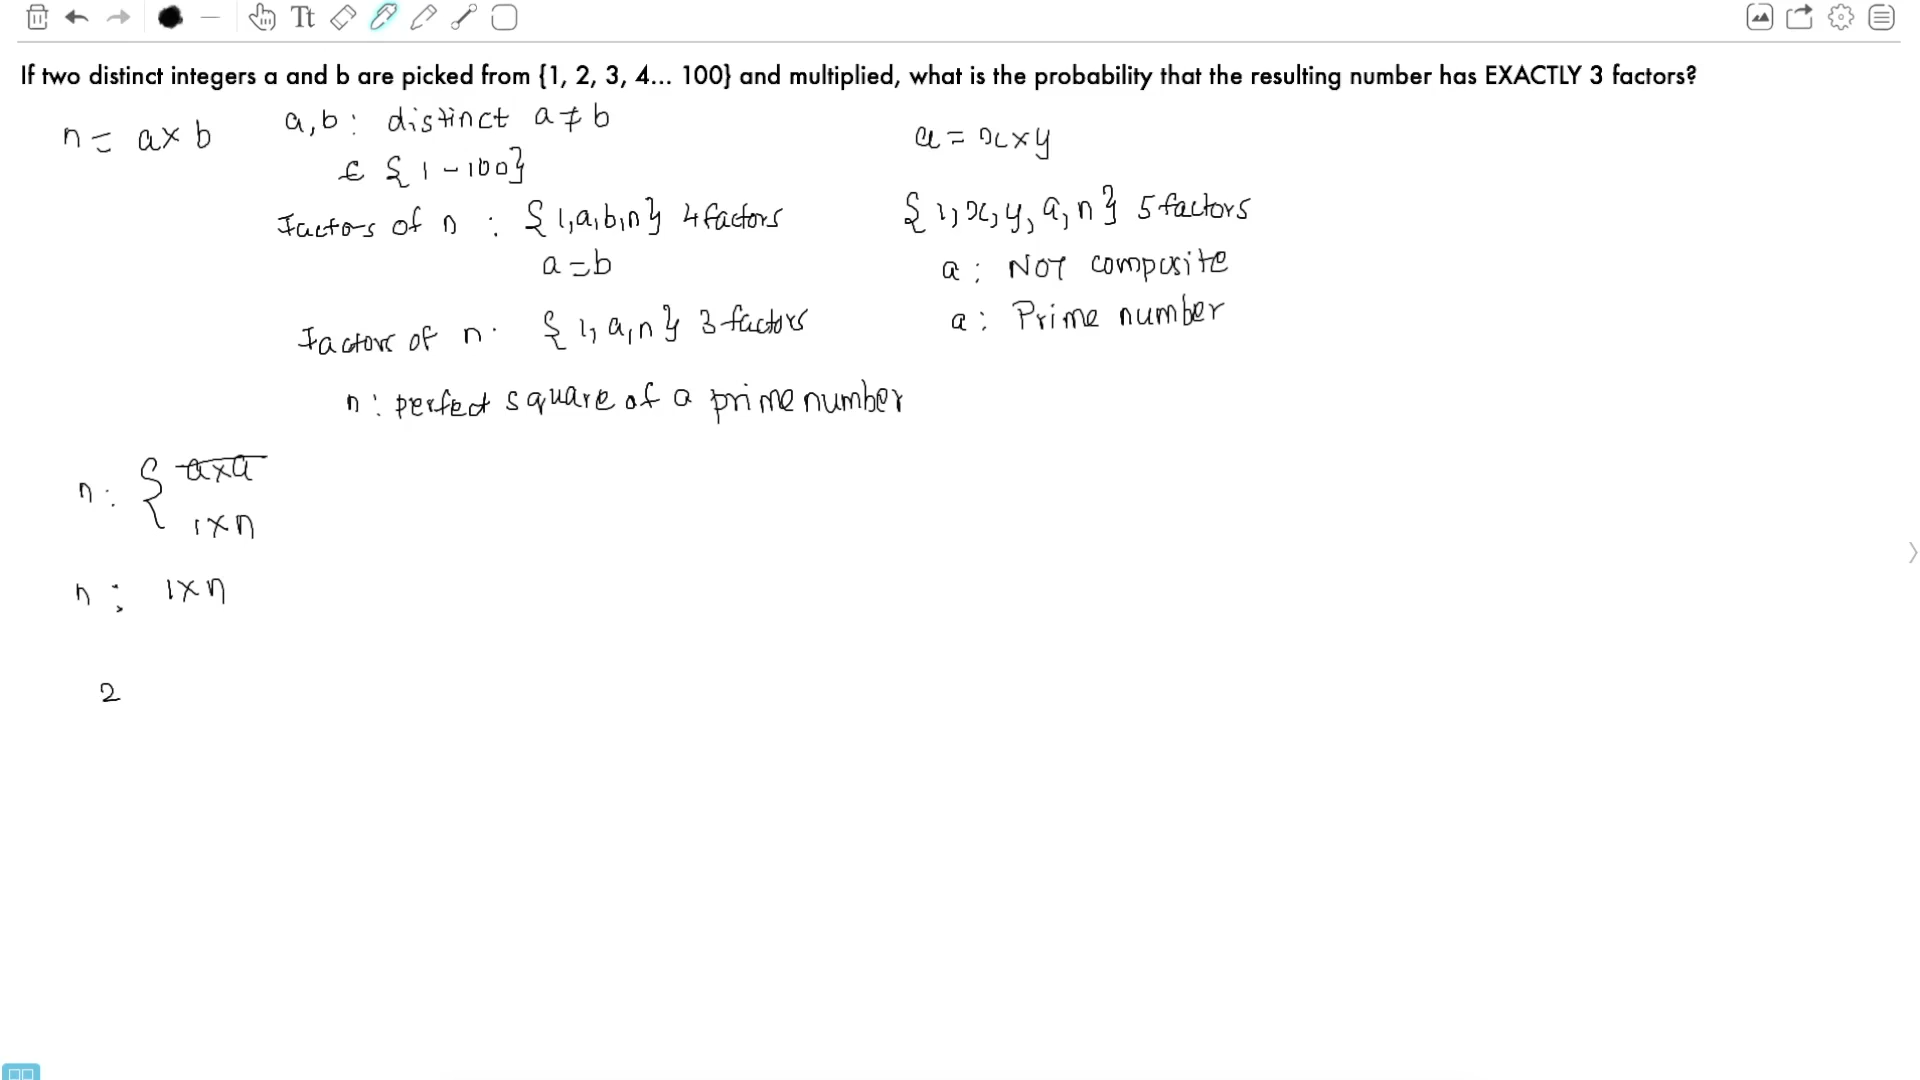 Tt
If two distinct integers a and b are picked from {1, 2, 3, 4... 100} and multiplied, what is the probability that the resulting number has EXACTLY 3 factors?
n = a×b
a,b: distinct a≠b
∈ {1-100}
Factors of n : {1,a,b,n} 4 factors
a=b
Factors of n. {1,a,n} 3 factors
n: perfect square of a prime number
a = x×y
{1,x,y,a,n} 5 factors
a: NOT composite
a: Prime number
n: { a×a
1×n
n: 1×n
2